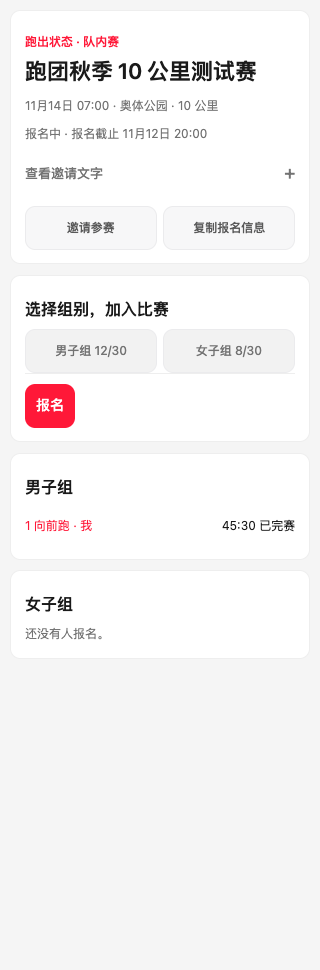 跑出状态 · 队内赛
跑团秋季 10 公里测试赛
11月14日 07:00 · 奥体公园 · 10 公里
报名中 · 报名截止 11月12日 20:00
查看邀请文字 +
邀请参赛 复制报名信息
选择组别，加入比赛
男子组 12/30 女子组 8/30
报名
男子组
1 向前跑 · 我 45:30 已完赛
女子组
还没有人报名。